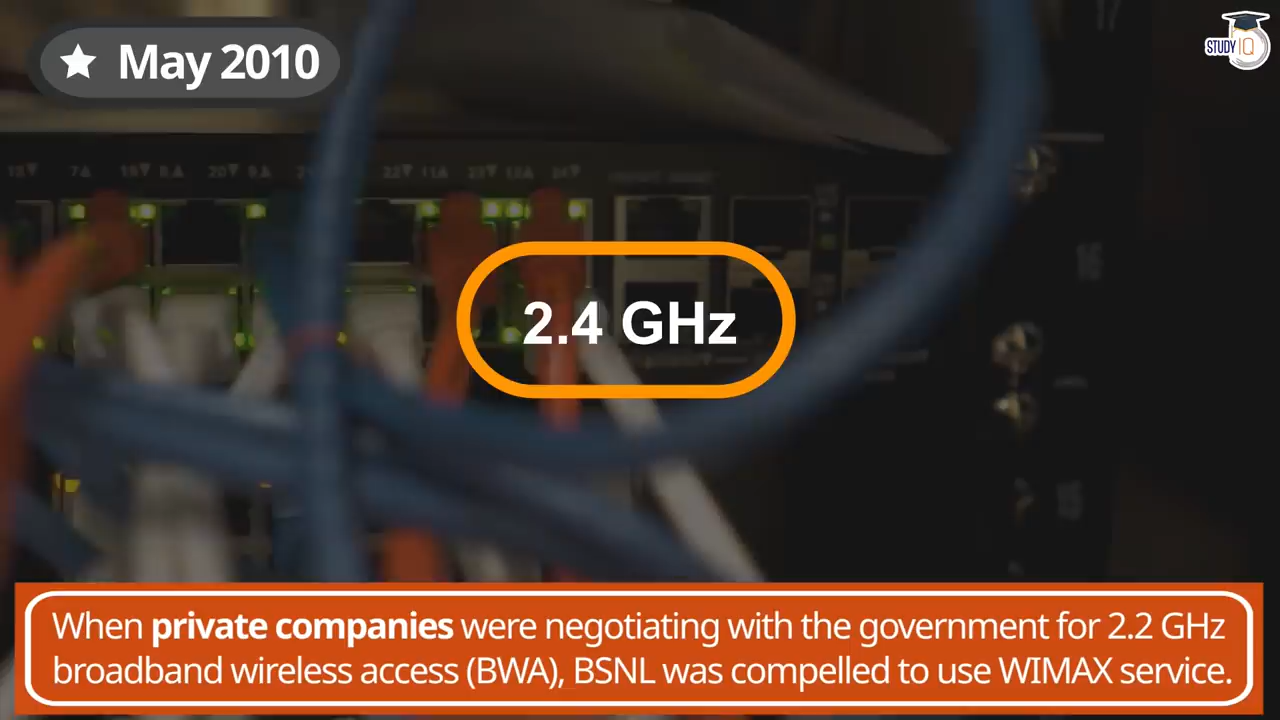 May 2010
STUDY IQ
2.4 GHz
When private companies were negotiating with the government for 2.2 GHz
broadband wireless access (BWA), BSNL was compelled to use WIMAX service.